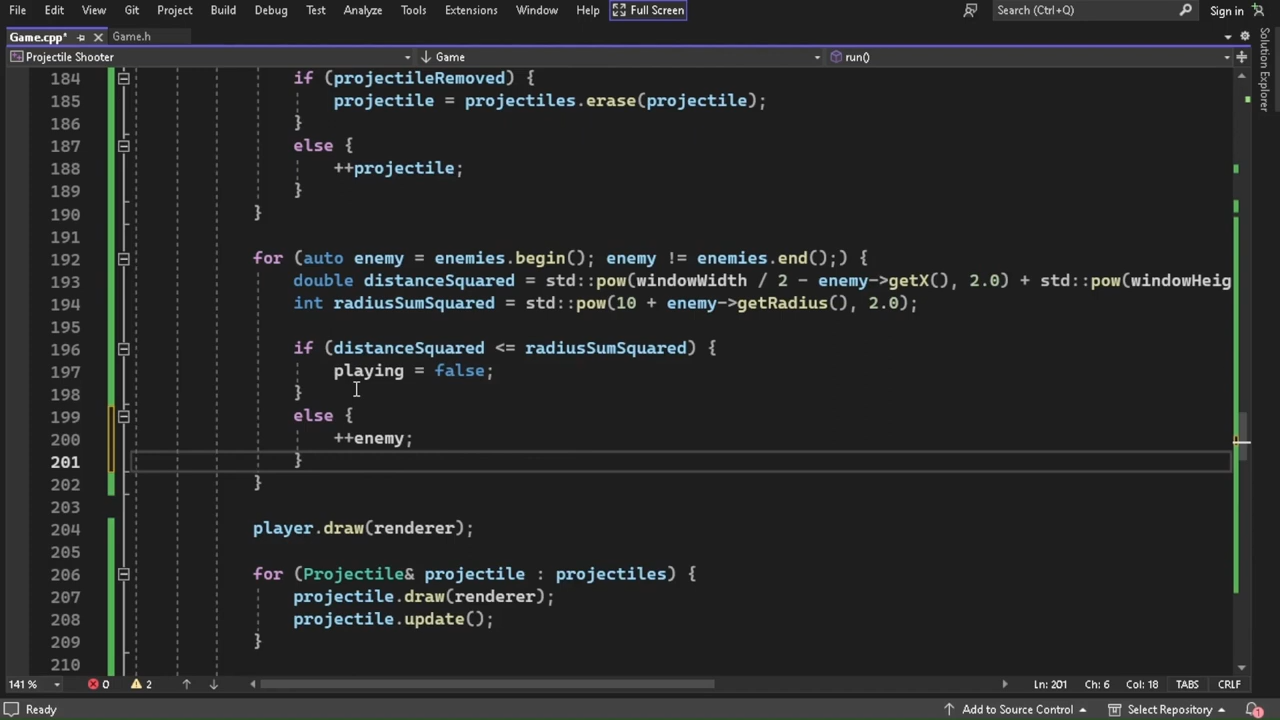 File Edit View Git Project Build Debug Test Analyze Tools Extensions Window Help Full Screen Search (Ctrl+Q) Sign in
Game.cpp* Game.h
Projectile Shooter Game run()
Solution Explorer
184 if (projectileRemoved) {
185 projectile = projectiles.erase(projectile);
186 }
187 else {
188 ++projectile;
189 }
190 }
191
192 for (auto enemy = enemies.begin(); enemy != enemies.end();) {
193 double distanceSquared = std::pow(windowWidth / 2 - enemy->getX(), 2.0) + std::pow(windowHeig
194 int radiusSumSquared = std::pow(10 + enemy->getRadius(), 2.0);
195
196 if (distanceSquared <= radiusSumSquared) {
197 playing = false;
198 }
199 else {
200 ++enemy;
201 }
202 }
203
204 player.draw(renderer);
205
206 for (Projectile& projectile : projectiles) {
207 projectile.draw(renderer);
208 projectile.update();
209 }
210
141 % 0 2 Ln: 201 Ch: 6 Col: 18 TABS CRLF
Ready Add to Source Control Select Repository 1